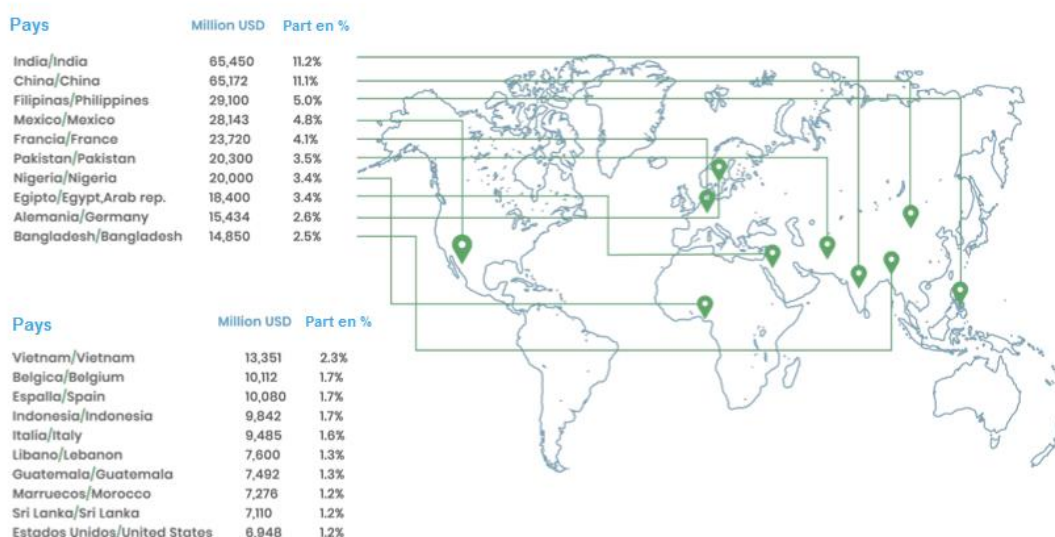 Pays Million USD Part en %
India/India 65,450 11.2%
China/China 65,172 11.1%
Filipinas/Philippines 29,100 5.0%
Mexico/Mexico 28,143 4.8%
Francia/France 23,720 4.1%
Pakistan/Pakistan 20,300 3.5%
Nigeria/Nigeria 20,000 3.4%
Egipto/Egypt,Arab rep. 18,400 3.4%
Alemania/Germany 15,434 2.6%
Bangladesh/Bangladesh 14,850 2.5%
Pays Million USD Part en %
Vietnam/Vietnam 13,351 2.3%
Belgica/Belgium 10,112 1.7%
Espalla/Spain 10,080 1.7%
Indonesia/Indonesia 9,842 1.7%
Italia/Italy 9,485 1.6%
Libano/Lebanon 7,600 1.3%
Guatemala/Guatemala 7,492 1.3%
Marruecos/Morocco 7,276 1.2%
Sri Lanka/Sri Lanka 7,110 1.2%
Estados Unidos/United States 6,948 1.2%